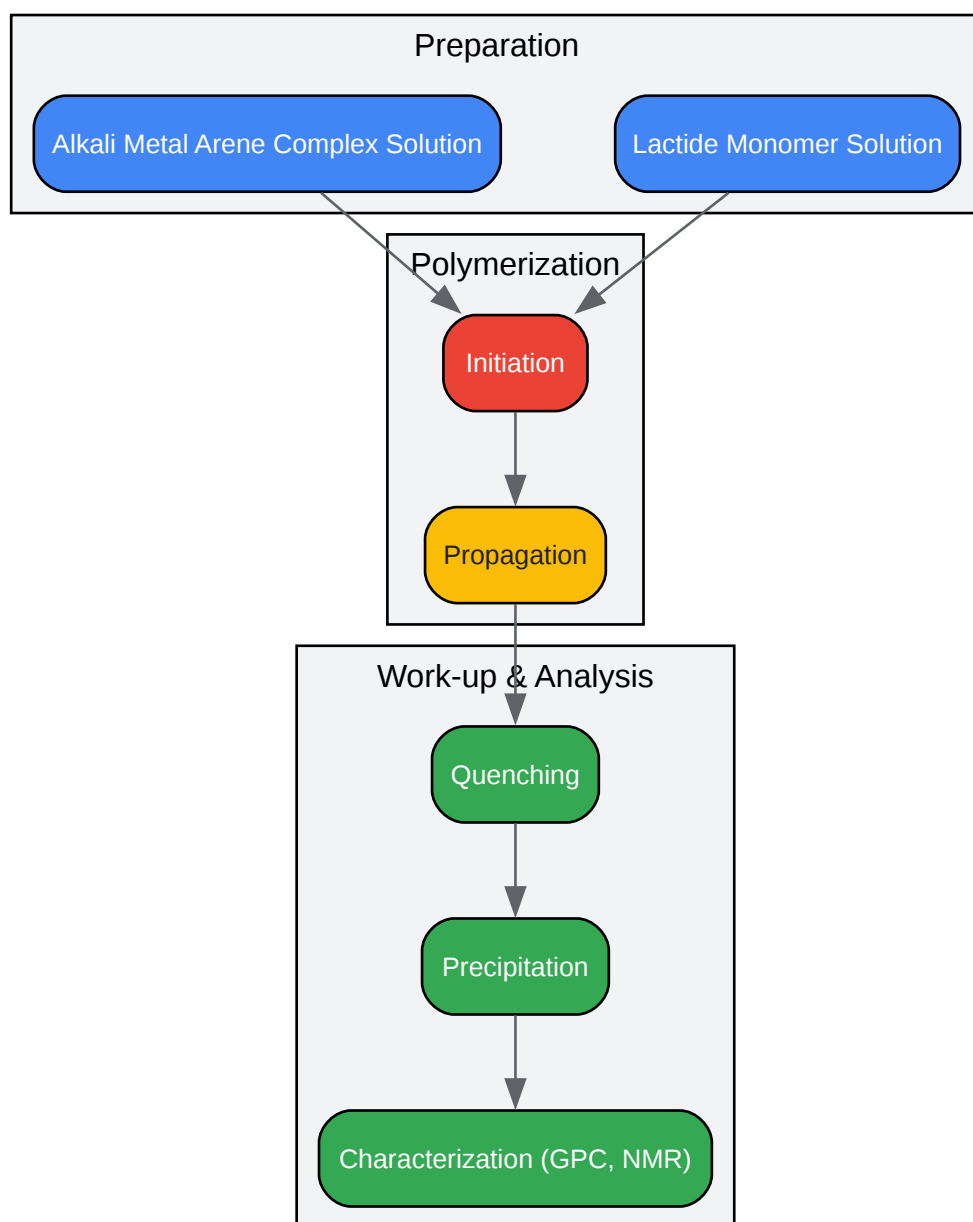 Preparation
Alkali Metal Arene Complex Solution
Lactide Monomer Solution
Polymerization
Initiation
Propagation
Work-up & Analysis
Quenching
Precipitation
Characterization (GPC, NMR)